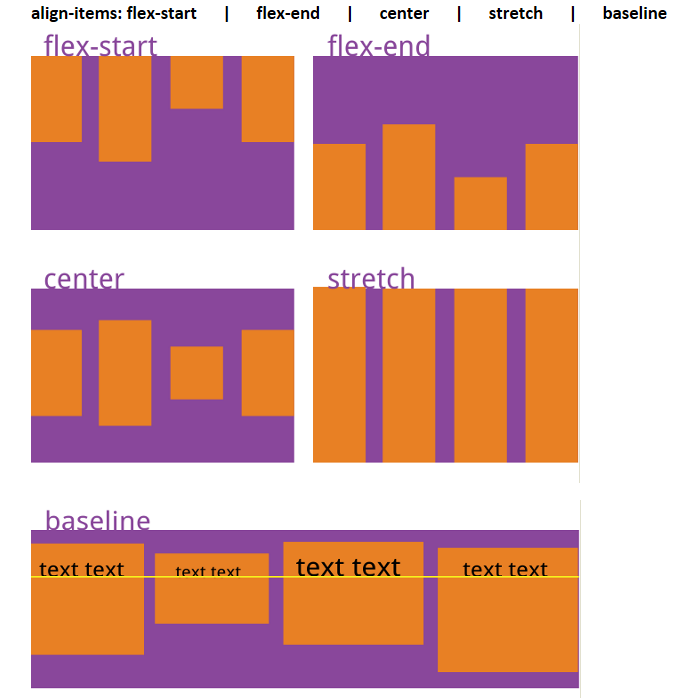 align-items: flex-start | flex-end | center | stretch | baseline
flex-start
flex-end
center
stretch
baseline
text text
text text
text text
text text